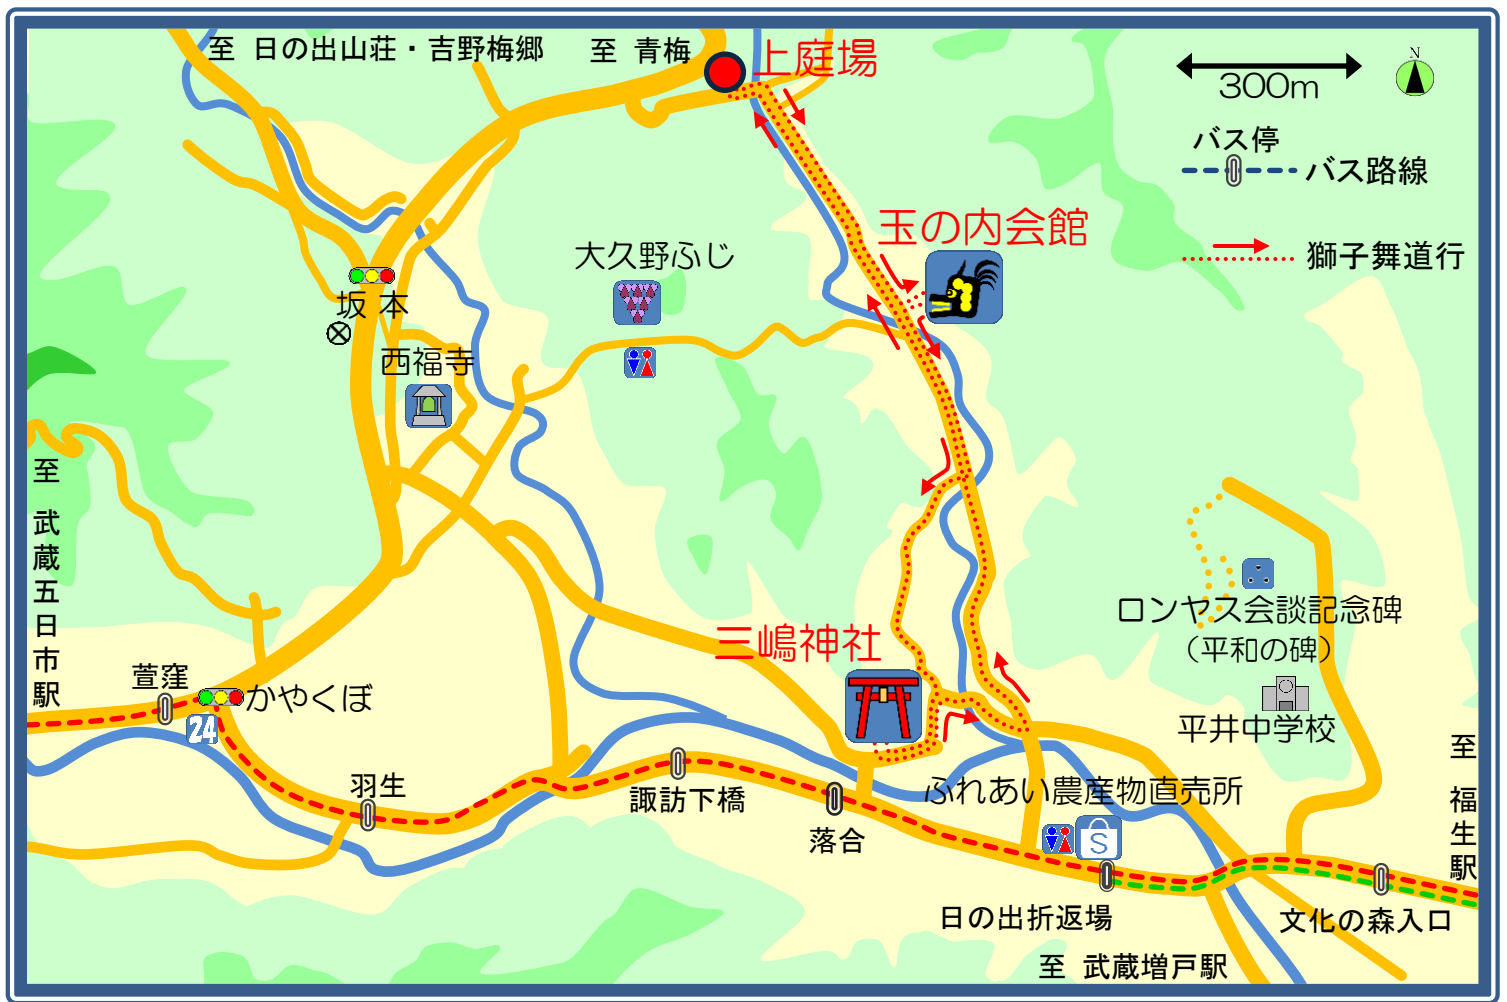 至 日の出山荘・吉野梅郷
至 青梅
上庭場
300m
N
バス停
バス路線
獅子舞道行
玉の内会館
大久野ふじ
坂本
西福寺
至 武蔵五日市駅
萱窪
かやくぼ
24
羽生
諏訪下橋
落合
三嶋神社
ロンヤス会談記念碑
（平和の碑）
平井中学校
ふれあい農産物直売所
S
日の出折返場
文化の森入口
至 武蔵増戸駅
至 福生駅